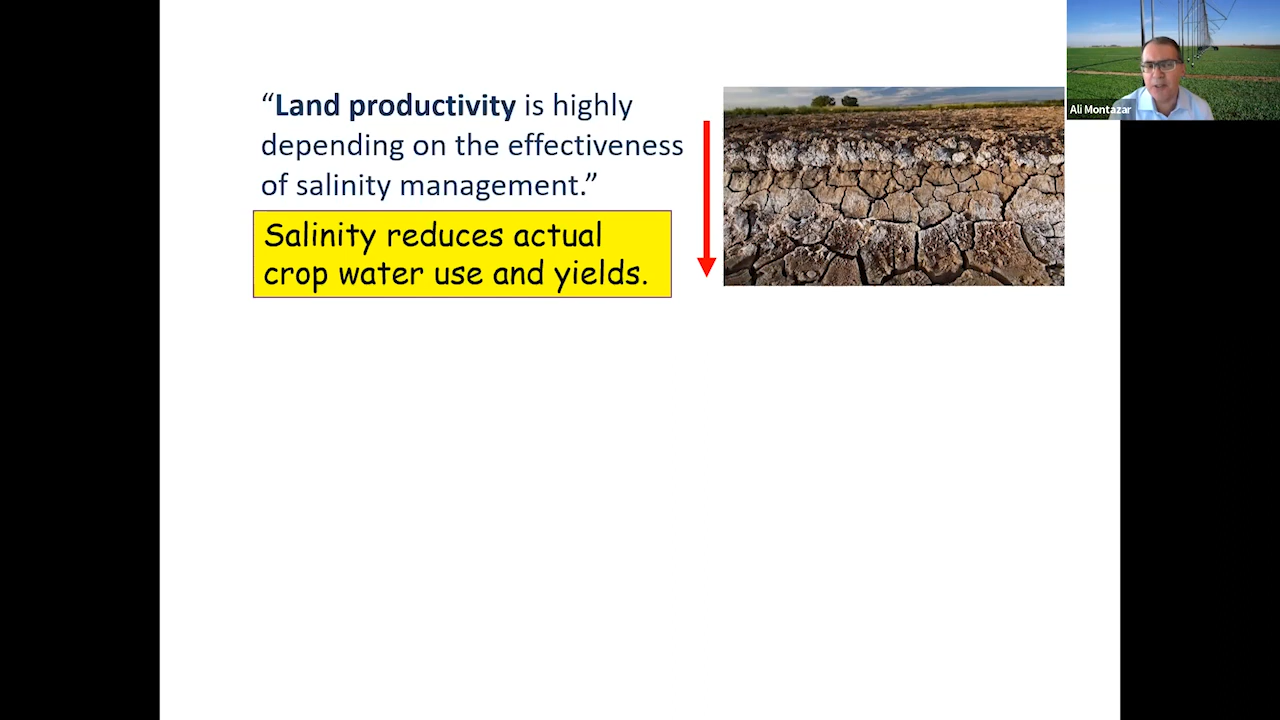 “Land productivity is highly
depending on the effectiveness
of salinity management.”
Salinity reduces actual
crop water use and yields.
Ali Montazar